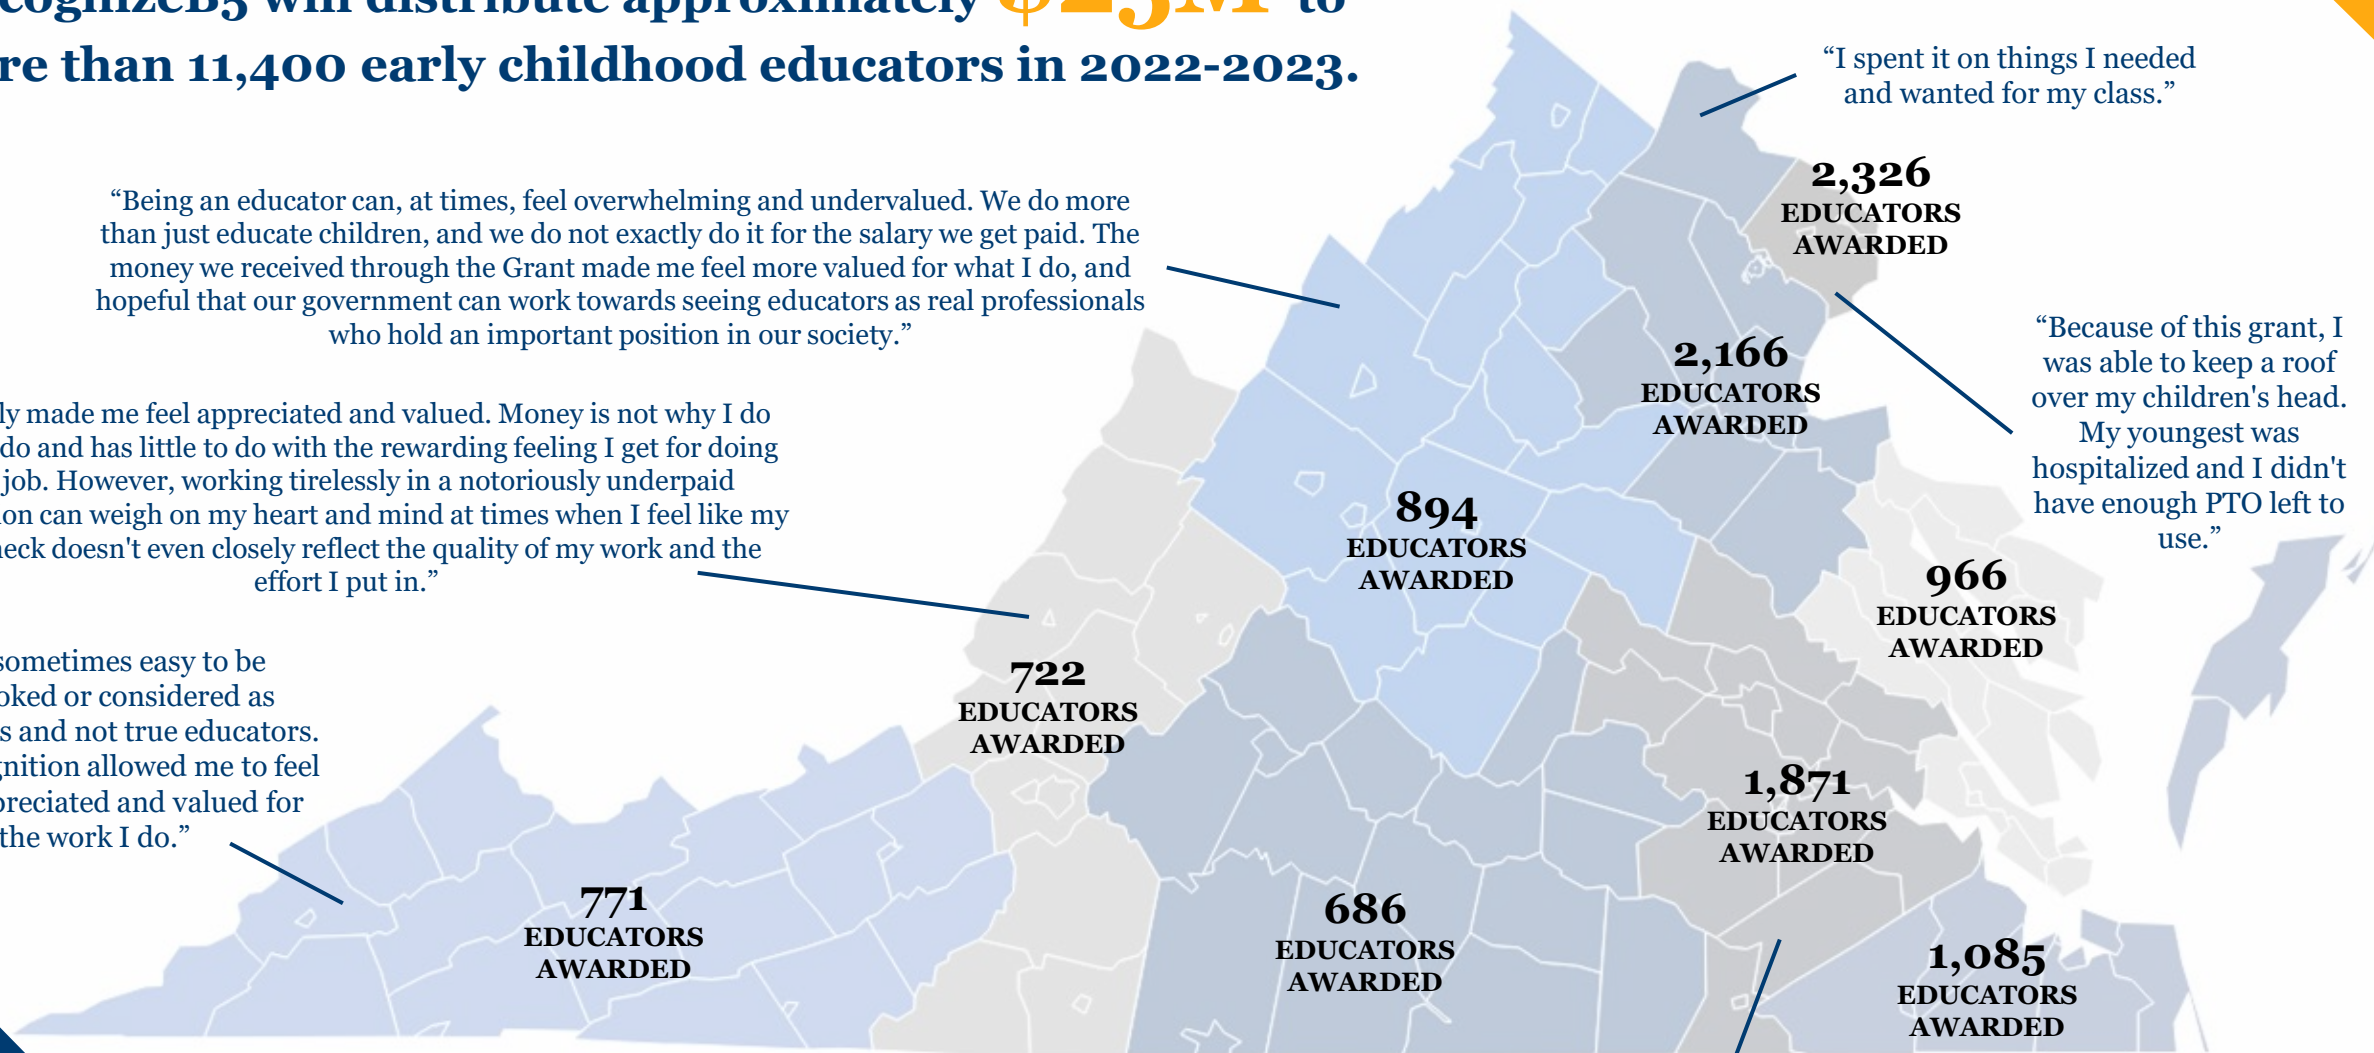 will distribute approximately $25M to
than 11,400 early childhood educators in 2022-2023.
“I spent it on things I needed
and wanted for my class.”
2,326
EDUCATORS
AWARDED
“Being an educator can, at times, feel overwhelming and undervalued. We do more
than just educate children, and we do not exactly do it for the salary we get paid. The
money we received through the Grant made me feel more valued for what I do, and
hopeful that our government can work towards seeing educators as real professionals
who hold an important position in our society.”
“Because of this grant, I
was able to keep a roof
over my children's head.
My youngest was
hospitalized and I didn't
have enough PTO left to
use.”
2,166
EDUCATORS
AWARDED
made me feel appreciated and valued. Money is not why I do
do and has little to do with the rewarding feeling I get for doing
job. However, working tirelessly in a notoriously underpaid
can weigh on my heart and mind at times when I feel like my
doesn't even closely reflect the quality of my work and the
effort I put in.”
894
EDUCATORS
AWARDED
966
EDUCATORS
AWARDED
722
EDUCATORS
AWARDED
sometimes easy to be
or considered as
and not true educators.
allowed me to feel
and valued for
the work I do.”
1,871
EDUCATORS
AWARDED
771
EDUCATORS
AWARDED
686
EDUCATORS
AWARDED
1,085
EDUCATORS
AWARDED